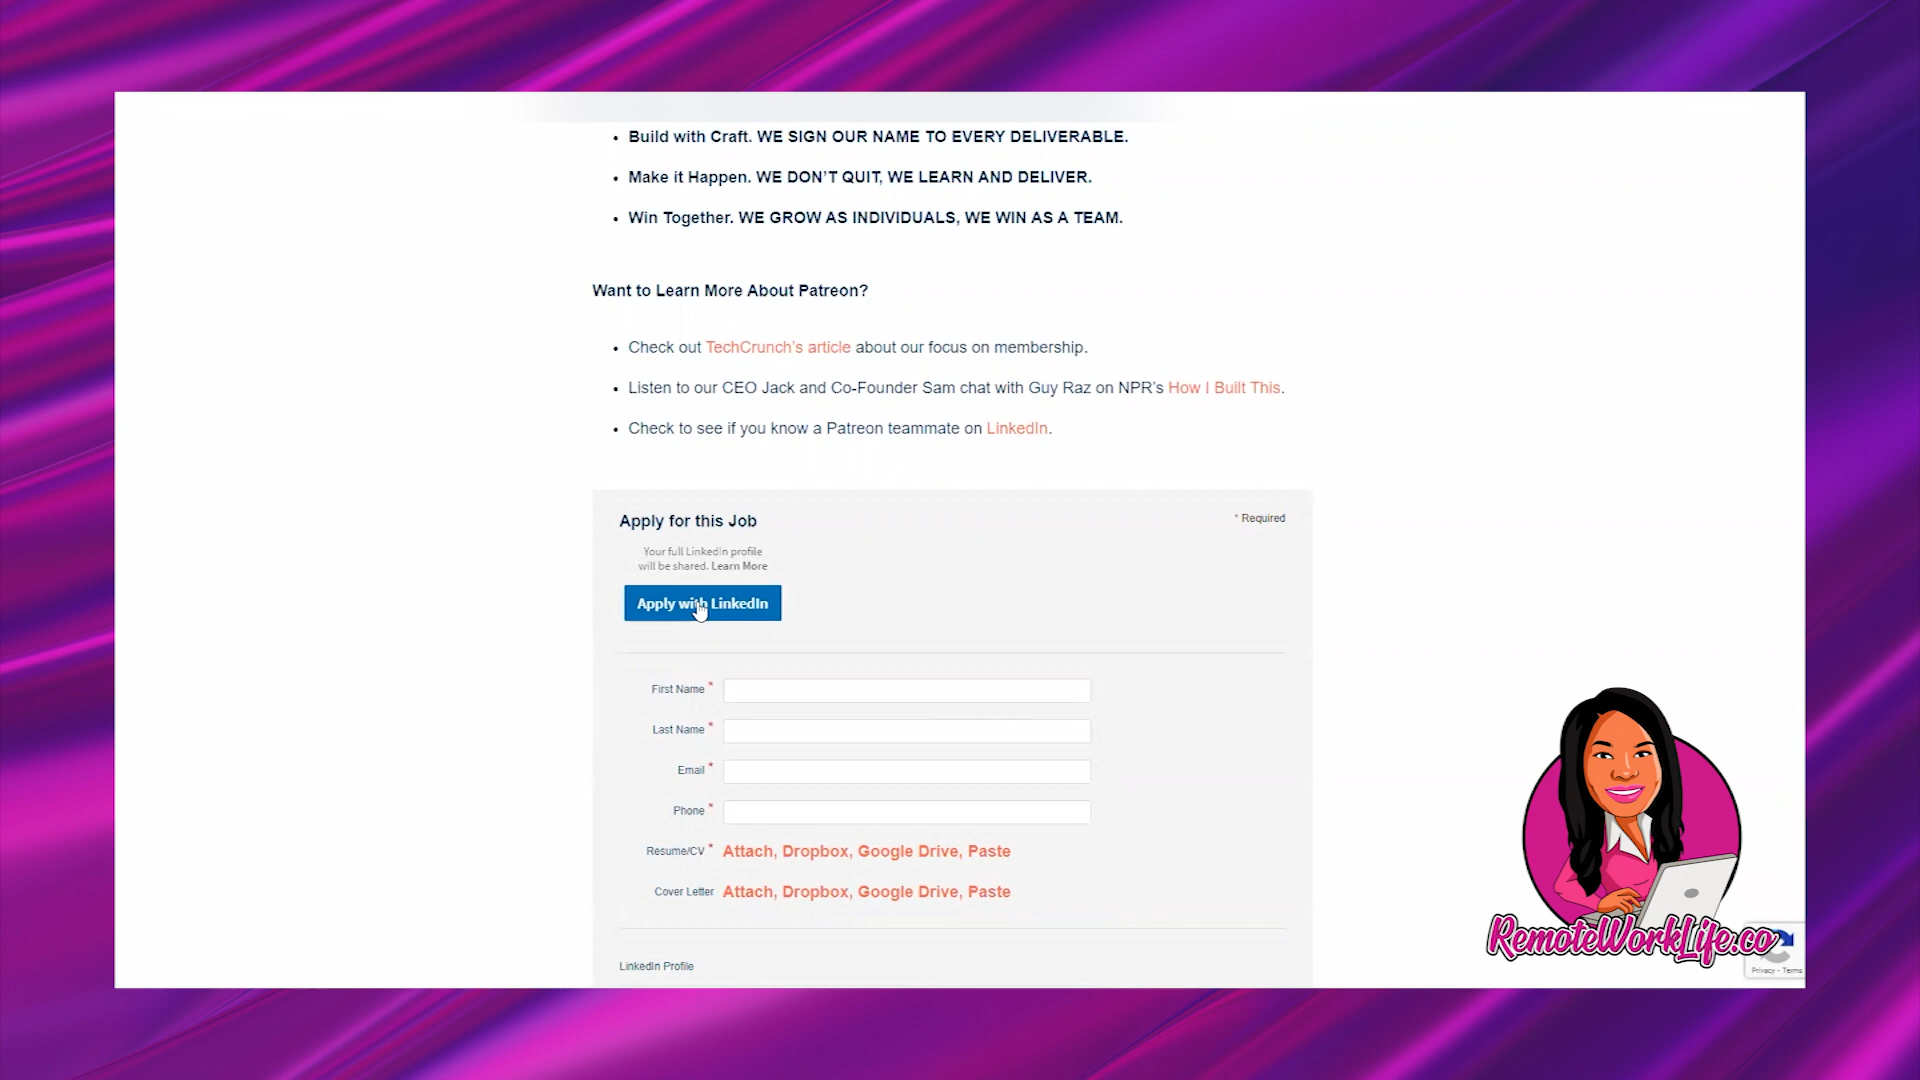 Build with Craft. WE SIGN OUR NAME TO EVERY DELIVERABLE.
Make it Happen. WE DON'T QUIT, WE LEARN AND DELIVER.
Win Together. WE GROW AS INDIVIDUALS, WE WIN AS A TEAM.
Want to Learn More About Patreon?
Check out TechCrunch's article about our focus on membership.
Listen to our CEO Jack and Co-Founder Sam chat with Guy Raz on NPR's How I Built This.
Check to see if you know a Patreon teammate on LinkedIn.
Apply for this Job
* Required
Your full LinkedIn profile
will be shared. Learn More
Apply with LinkedIn
First Name *
Last Name *
Email *
Phone *
Resume/CV * Attach, Dropbox, Google Drive, Paste
Cover Letter Attach, Dropbox, Google Drive, Paste
LinkedIn Profile
RemoteWorkLife.co
Privacy - Terms